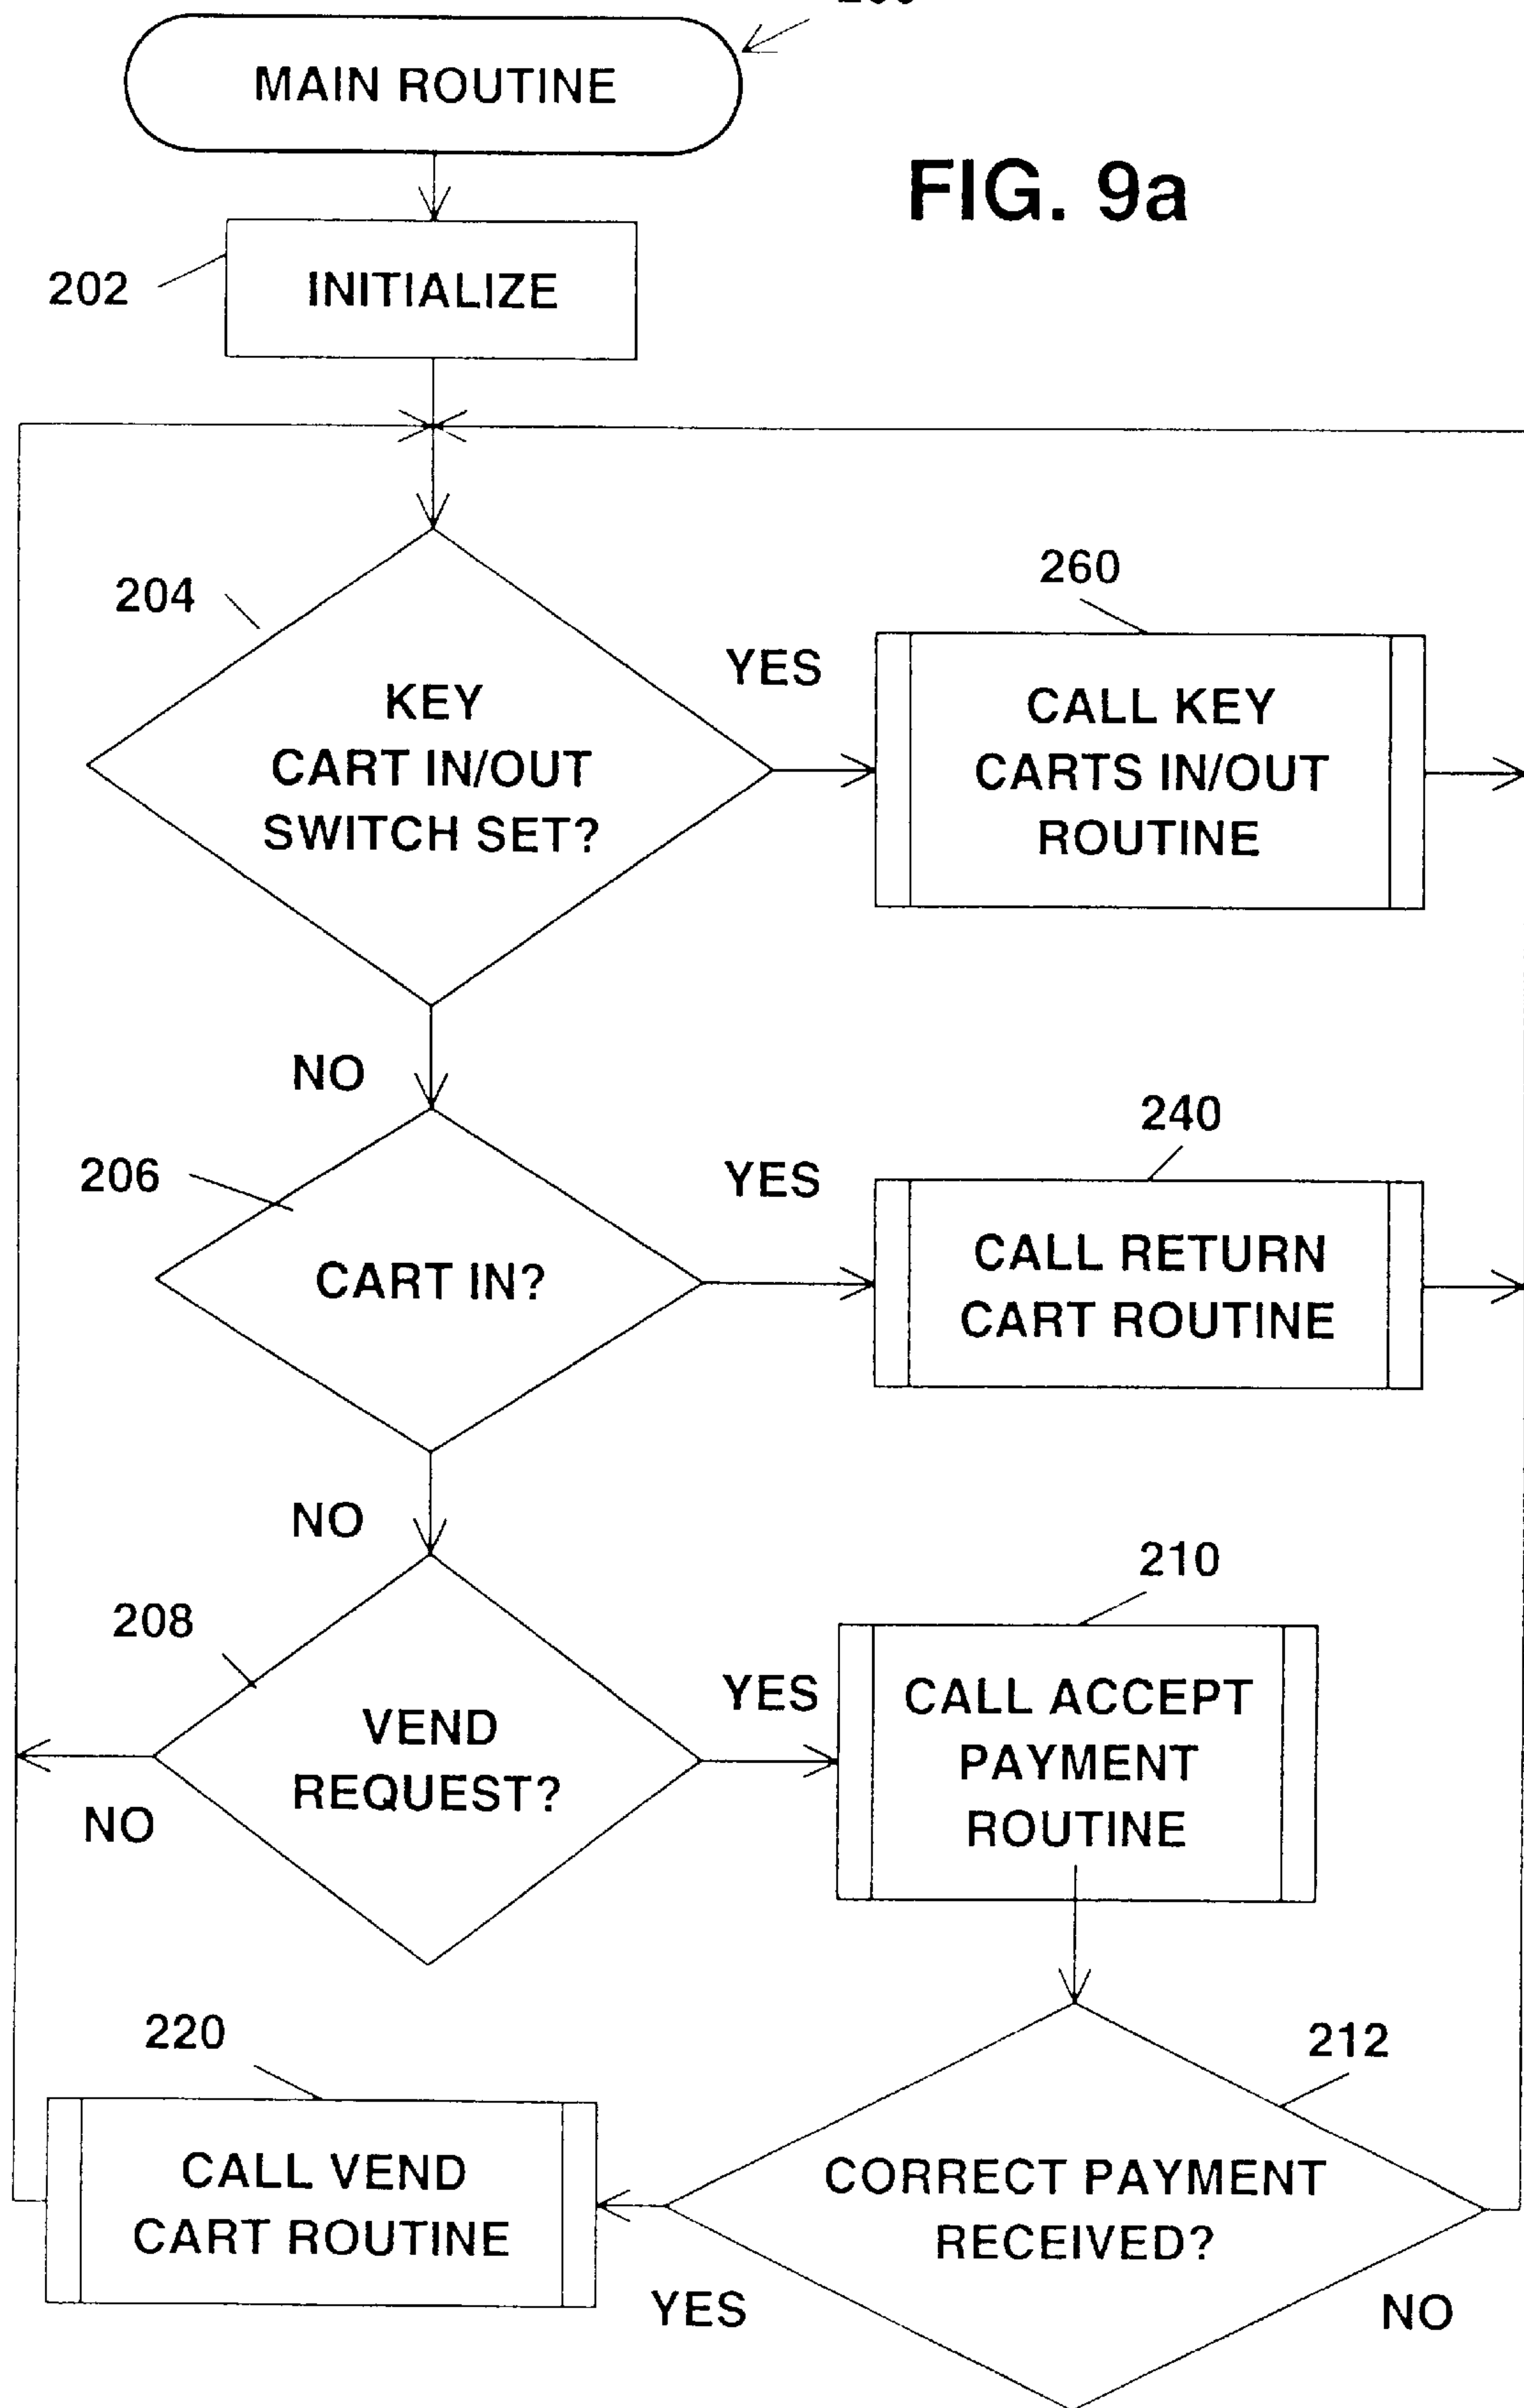 MAIN ROUTINE
FIG. 9a
202
INITIALIZE
204
KEY
CART IN/OUT
SWITCH SET?
YES
260
CALL KEY
CARTS IN/OUT
ROUTINE
NO
206
CART IN?
YES
240
CALL RETURN
CART ROUTINE
NO
208
VEND
REQUEST?
YES
NO
210
CALL ACCEPT
PAYMENT
ROUTINE
220
CALL VEND
CART ROUTINE
212
CORRECT PAYMENT
RECEIVED?
YES
NO